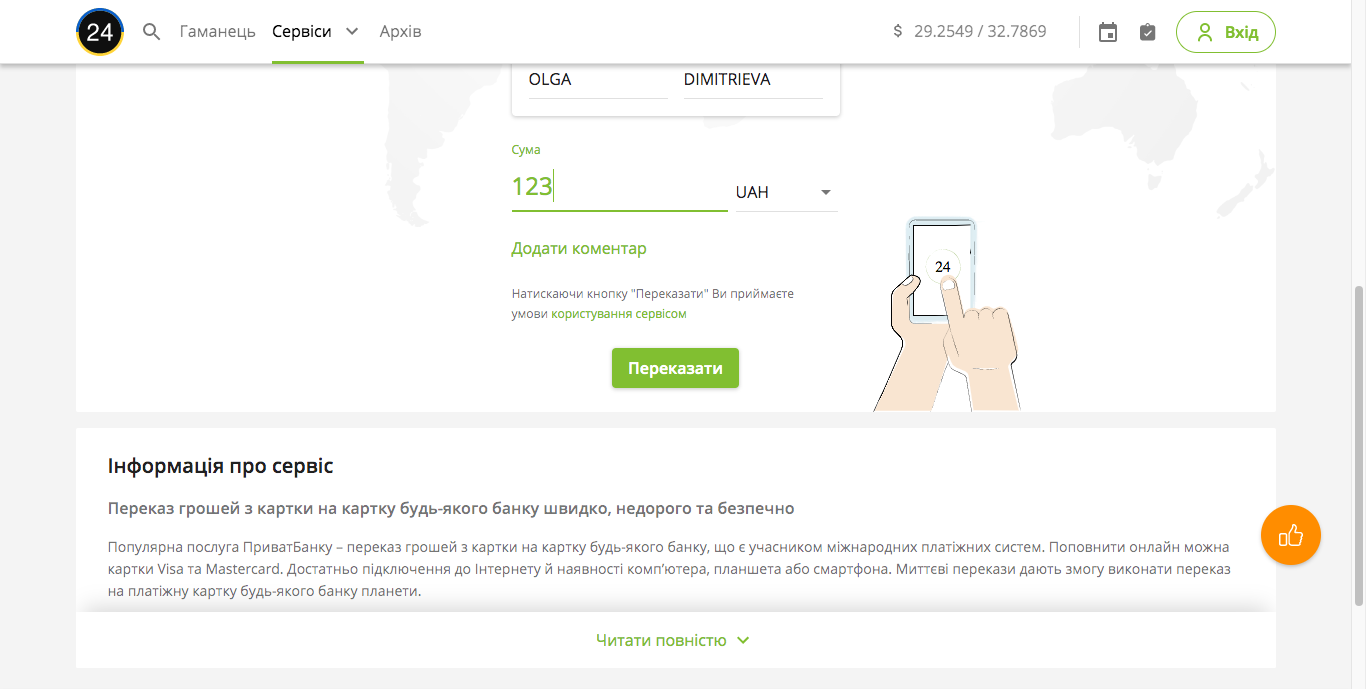 24 Гаманець Сервіси Архів $ 29.2549 / 32.7869 Вхід
OLGA DIMITRIEVA
Сума
123 UAH
Додати коментар
24
Натискаючи кнопку "Переказати" Ви приймаєте
умови користування сервісом
Переказати
Інформація про сервіс
Переказ грошей з картки на картку будь-якого банку швидко, недорого та безпечно
Популярна послуга ПриватБанку – переказ грошей з картки на картку будь-якого банку, що є учасником міжнародних платіжних систем. Поповнити онлайн можна
картки Visa та Mastercard. Достатньо підключення до Інтернету й наявності комп’ютера, планшета або смартфона. Миттєві перекази дають змогу виконати переказ
на платіжну картку будь-якого банку планети.
Читати повністю